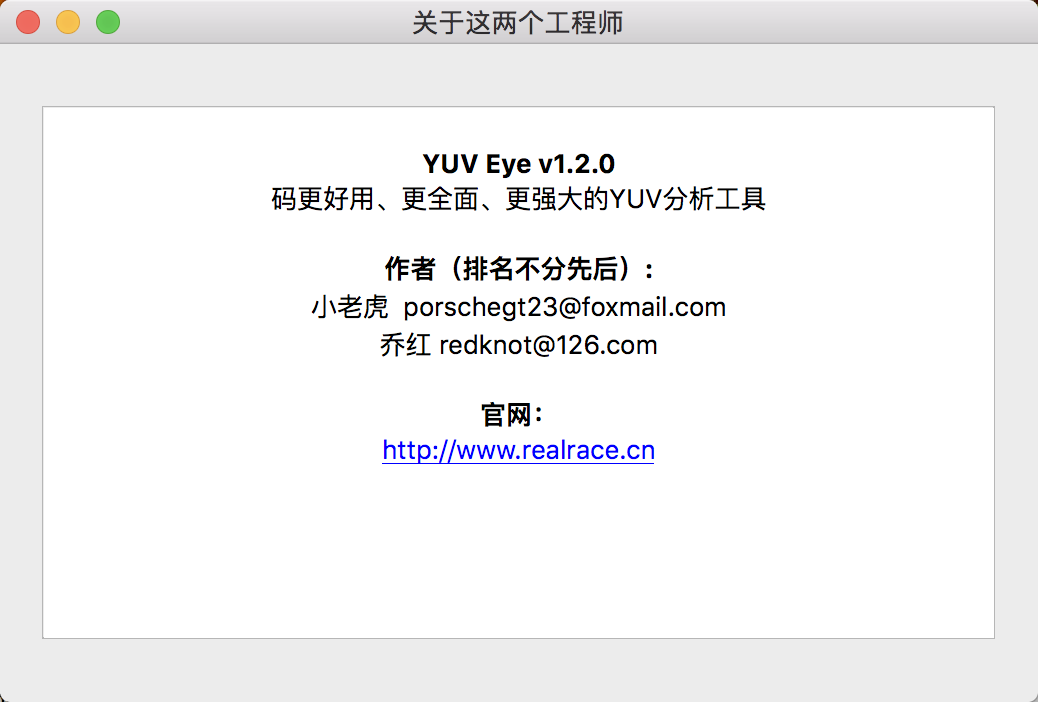 关于这两个工程师
YUV Eye v1.2.0
码更好用、更全面、更强大的YUV分析工具
作者（排名不分先后）：
小老虎 porschegt23@foxmail.com
乔红 redknot@126.com
官网：
http://www.realrace.cn